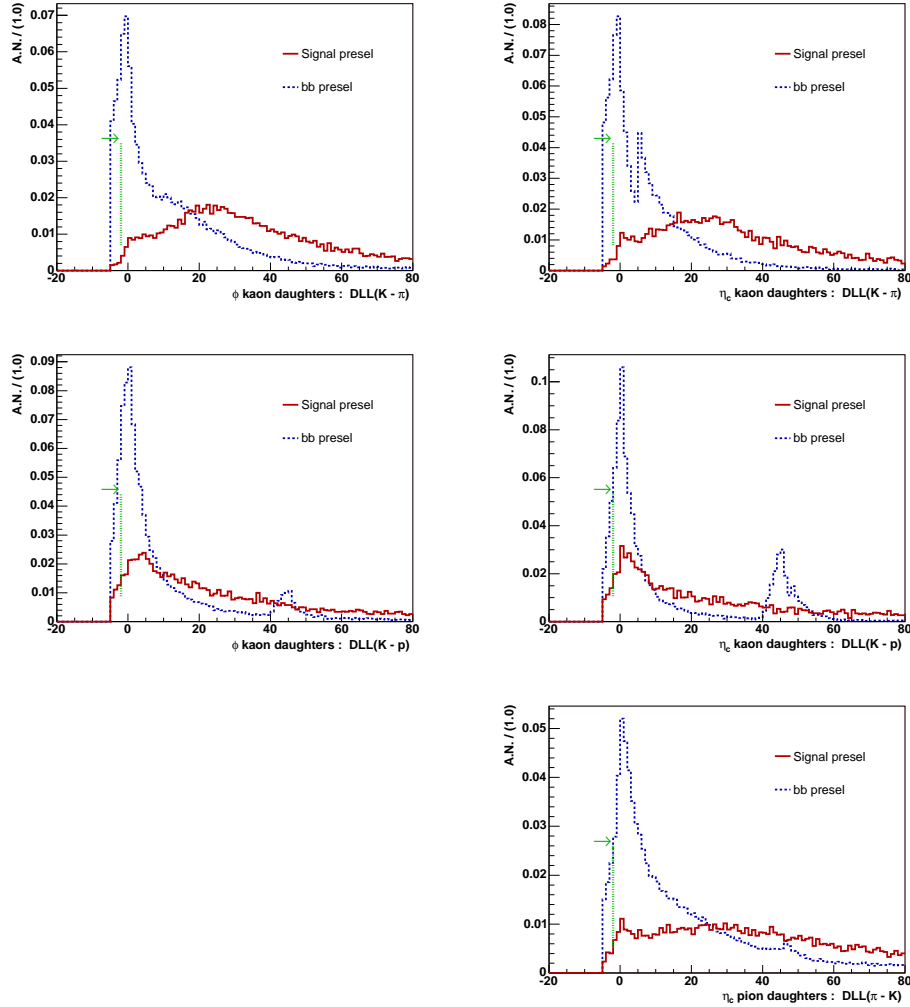 A.N. / (1.0)
0.07
0.06
0.05
0.04
0.03
0.02
0.01
0
-20 0 20 40 60 80
Signal presel
bb presel
ϕ kaon daughters : DLL(K - π)
A.N. / (1.0)
0.08
0.07
0.06
0.05
0.04
0.03
0.02
0.01
0
-20 0 20 40 60 80
Signal presel
bb presel
η_c kaon daughters : DLL(K - π)
A.N. / (1.0)
0.09
0.08
0.07
0.06
0.05
0.04
0.03
0.02
0.01
0
-20 0 20 40 60 80
Signal presel
bb presel
ϕ kaon daughters : DLL(K - p)
A.N. / (1.0)
0.1
0.08
0.06
0.04
0.02
0
-20 0 20 40 60 80
Signal presel
bb presel
η_c kaon daughters : DLL(K - p)
A.N. / (1.0)
0.05
0.04
0.03
0.02
0.01
0
-20 0 20 40 60 80
Signal presel
bb presel
η_c pion daughters : DLL(π - K)